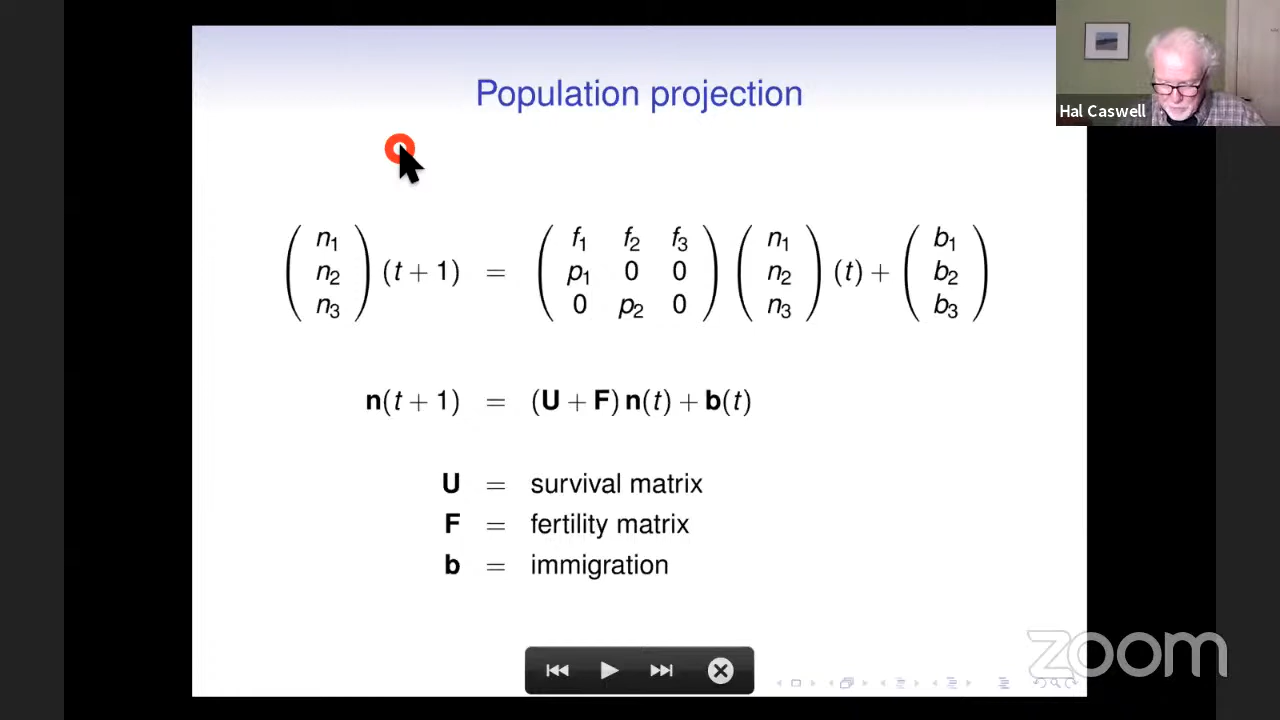 Population projection
Hal Caswell
( n₁ n₂ n₃ ) (t + 1) = ( f₁ f₂ f₃ ; p₁ 0 0 ; 0 p₂ 0 ) ( n₁ n₂ n₃ ) (t) + ( b₁ b₂ b₃ )
n(t + 1) = (U + F) n(t) + b(t)
U = survival matrix
F = fertility matrix
b = immigration
zoom